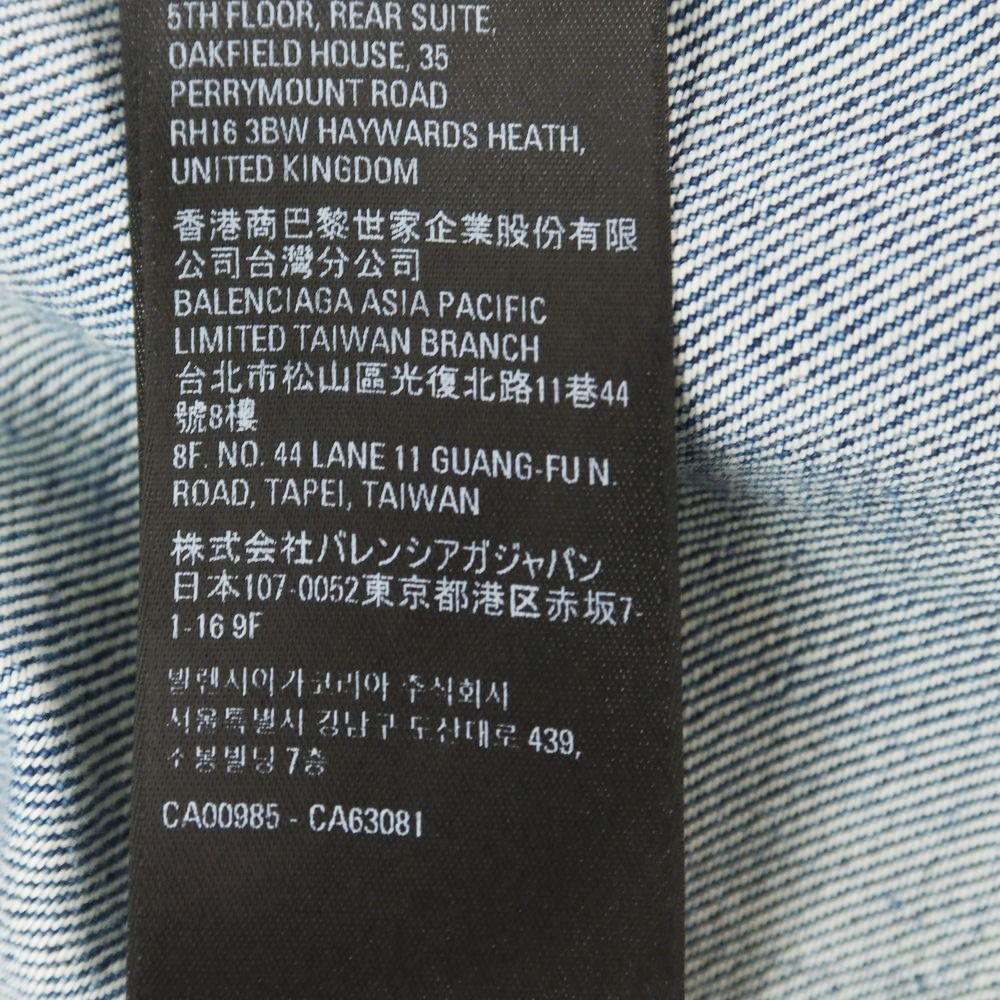 5TH FLOOR, REAR SUITE,
OAKFIELD HOUSE, 35
PERRYMOUNT ROAD
RH16 3BW HAYWARDS HEATH,
UNITED KINGDOM
香港商巴黎世家企業股份有限
公司台灣分公司
BALENCIAGA ASIA PACIFIC
LIMITED TAIWAN BRANCH
台北市松山區光復北路11巷44
號8樓
8F. NO. 44 LANE 11 GUANG-FU N.
ROAD, TAPEI, TAIWAN
株式会社バレンシアガジャパン
日本107-0052東京都港区赤坂7-
1-16 9F
발렌시아가코리아 주식회사
서울특별시 강남구 도산대로 439,
소봉빌딩 7층
CA00985 - CA63081